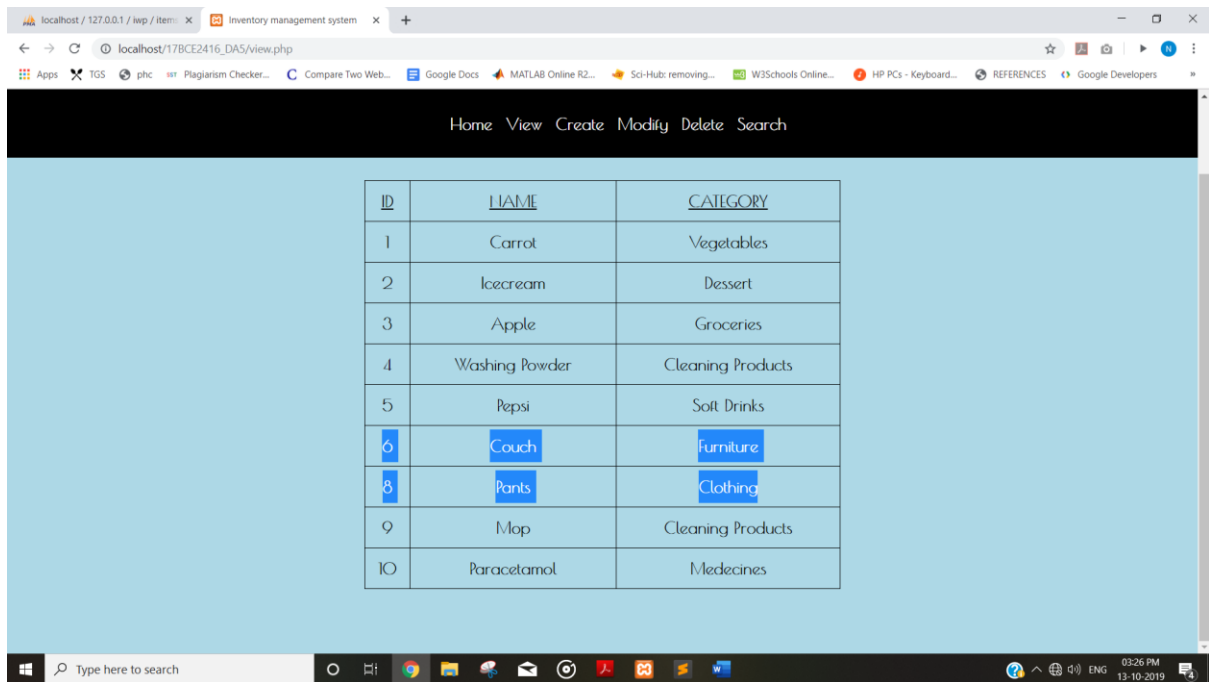 localhost / 127.0.0.1 / iwp / item
Inventory management system
localhost/17BCE2416_DA5/view.php
N
Apps TGS phc Plagiarism Checker... Compare Two Web... Google Docs MATLAB Online R2... Sci-Hub: removing... W3Schools Online... HP PCs - Keyboard... REFERENCES Google Developers
Home View Create Modify Delete Search
ID NAME CATEGORY
1 Carrot Vegetables
2 Icecream Dessert
3 Apple Groceries
4 Washing Powder Cleaning Products
5 Pepsi Soft Drinks
6 Couch Furniture
8 Pants Clothing
9 Mop Cleaning Products
10 Paracetamol Medecines
Type here to search
ENG
03:26 PM
13-10-2019
4